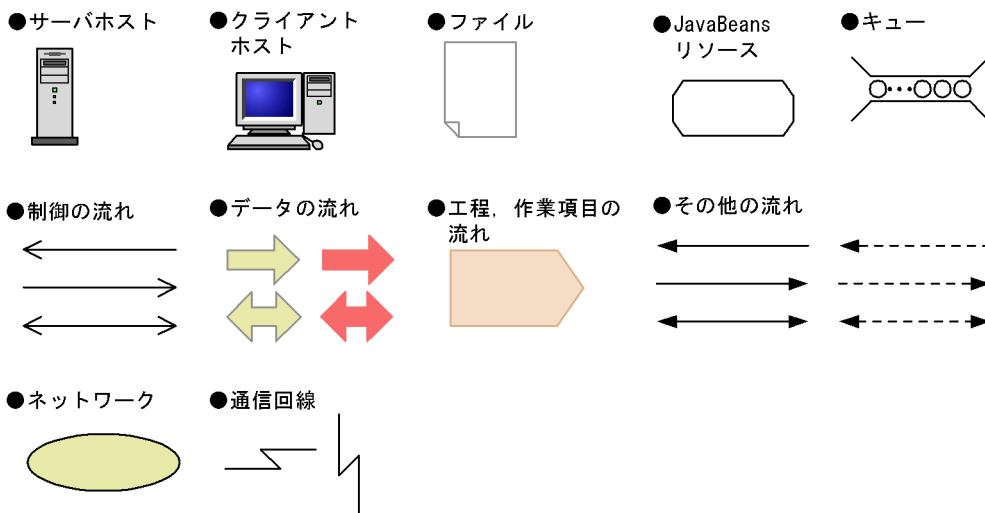 ●サーバホスト
●クライアント
ホスト
●ファイル
●JavaBeans
リソース
●キュー
●制御の流れ
●データの流れ
●工程，作業項目の
流れ
●その他の流れ
●ネットワーク
●通信回線